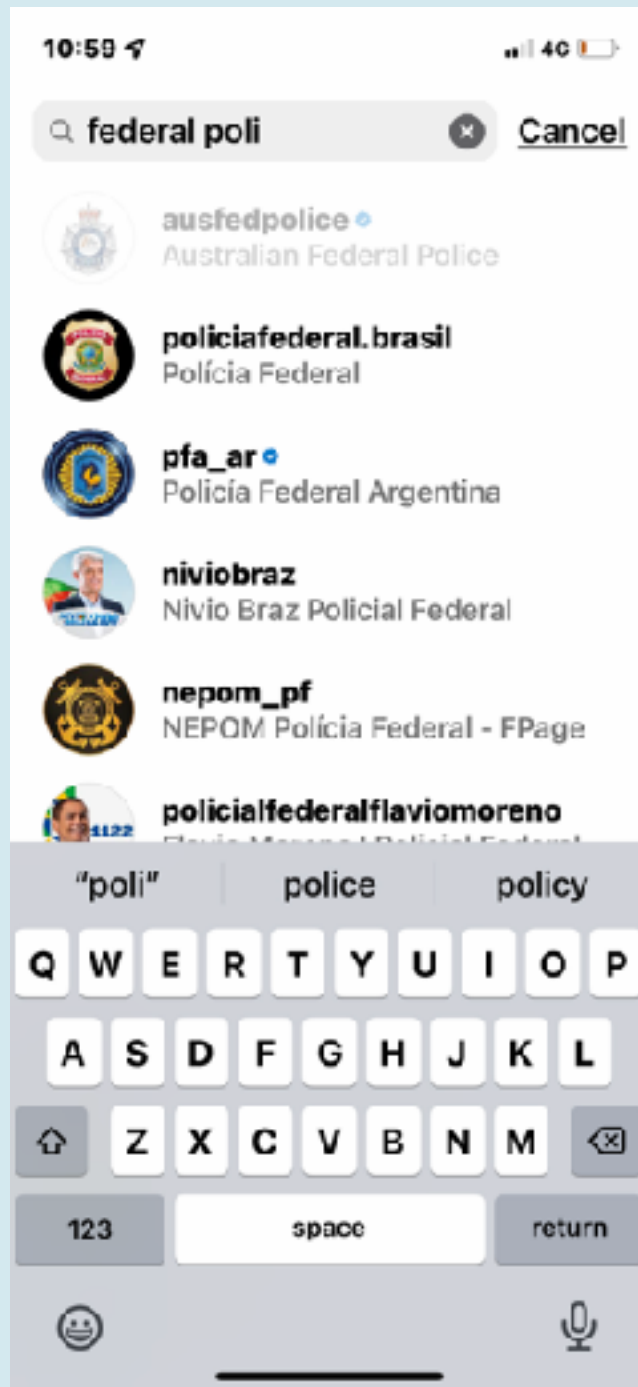 10:59
4G
federal poli
Cancel
ausfedpolice
Australian Federal Police
policiafederal.brasil
Polícia Federal
pfa_ar
Policía Federal Argentina
niviobraz
Nivio Braz Policial Federal
nepom_pf
NEPOM Polícia Federal - FPage
policialfederalflaviomoreno
1122
"poli" police policy
Q W E R T Y U I O P
A S D F G H J K L
Z X C V B N M
123 space return